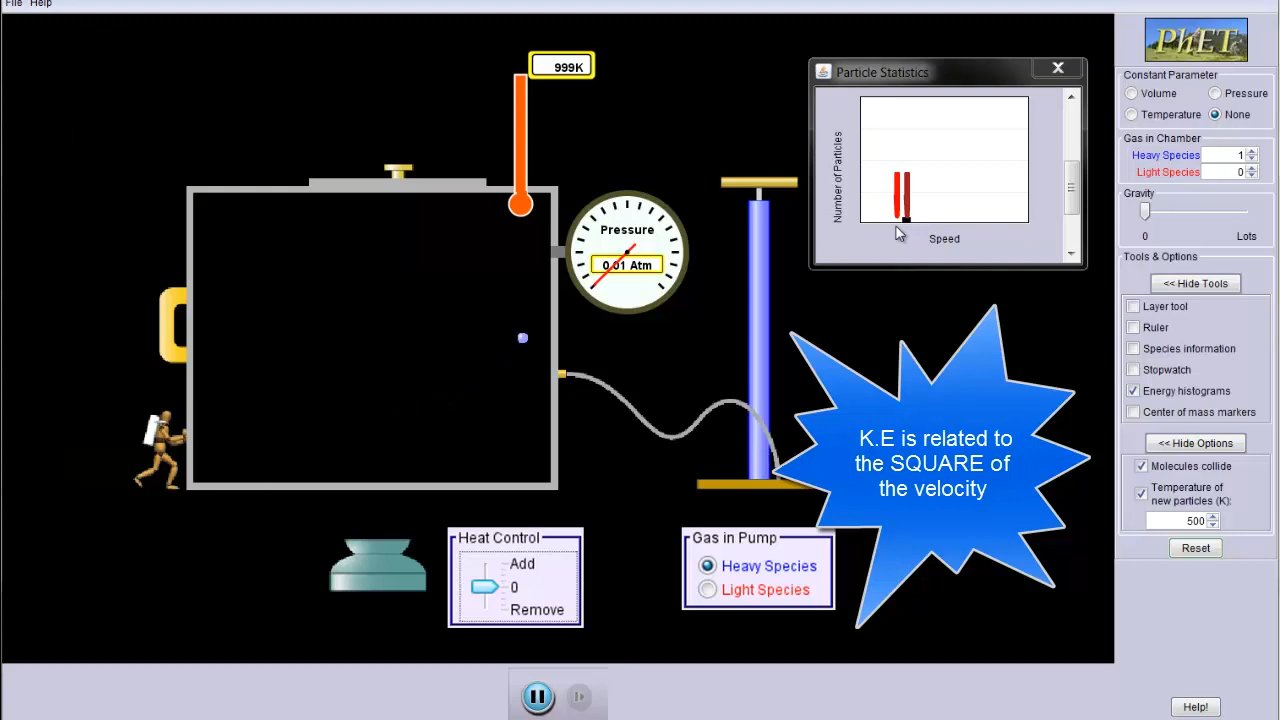 File Help
999K
Pressure
0.01 Atm
Particle Statistics
Number of Particles
Speed
PhET
Constant Parameter
Volume
Pressure
Temperature
None
Gas in Chamber
Heavy Species 1
Light Species 0
Gravity
0 Lots
Tools & Options
<< Hide Tools
Layer tool
Ruler
Species information
Stopwatch
Energy histograms
Center of mass markers
<< Hide Options
Molecules collide
Temperature of
new particles (K):
500
Reset
K.E is related to
the SQUARE of
the velocity
Heat Control
Add
0
Remove
Gas in Pump
Heavy Species
Light Species
Help!